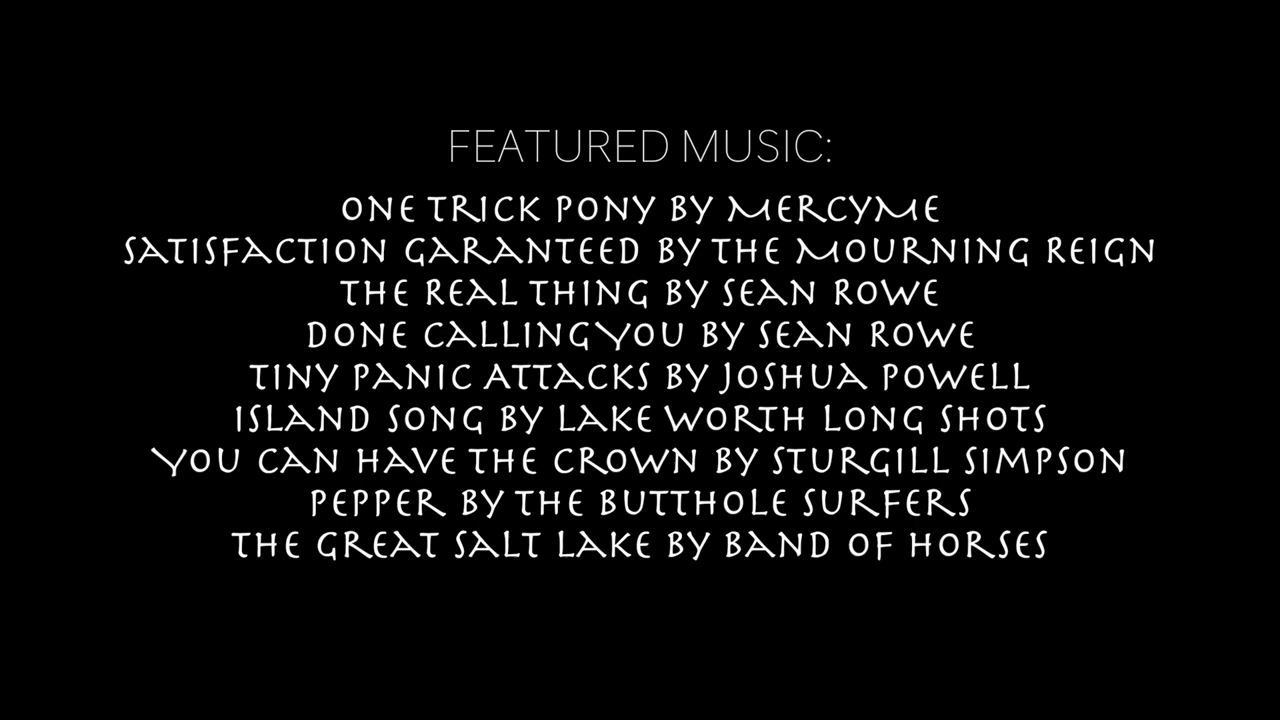 FEATURED MUSIC:
ONE TRICK PONY BY MERCYME
SATISFACTION GARANTEED BY THE MOURNING REIGN
THE REAL THING BY SEAN ROWE
DONE CALLING YOU BY SEAN ROWE
TINY PANIC ATTACKS BY JOSHUA POWELL
ISLAND SONG BY LAKE WORTH LONG SHOTS
YOU CAN HAVE THE CROWN BY STURGILL SIMPSON
PEPPER BY THE BUTTHOLE SURFERS
THE GREAT SALT LAKE BY BAND OF HORSES